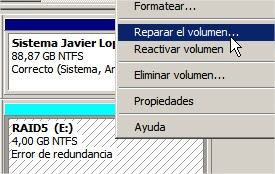 Formatear...
Reparar el volumen...
Reactivar volumen
Eliminar volumen...
Propiedades
Ayuda
Sistema Javier Lop
88,87 GB NTFS
Correcto (Sistema, Ar
RAID5 (E:)
4,00 GB NTFS
Error de redundancia